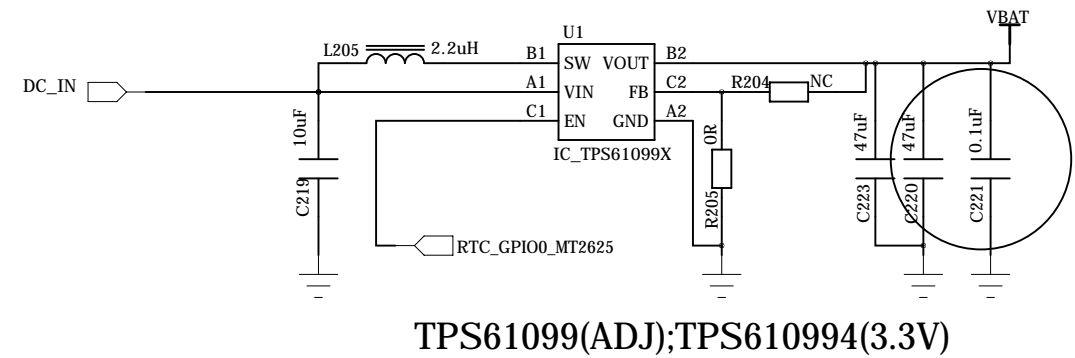 VBAT
U1
L205
2.2uH
B1
SW
VOUT
B2
DC_IN
A1
VIN
FB
C2
R204
NC
C1
EN
GND
A2
IC_TPS61099X
10uF
C219
0R
R205
47uF
C223
47uF
C220
0.1uF
C221
RTC_GPIO0_MT2625
TPS61099(ADJ);TPS610994(3.3V)